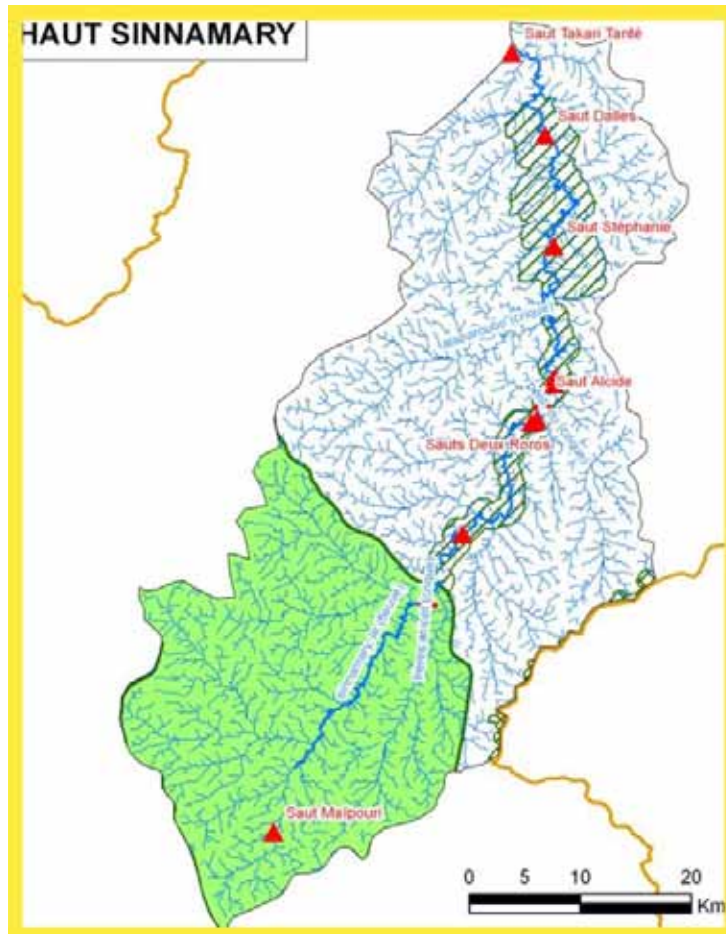 HAUT SINNAMARY
Saut Takari Tanté
Saut Dalles
Saut Stéphanie
Saut Alcide
Sauts Deux Roros
Saut Maïpouri
0 5 10 20
Km